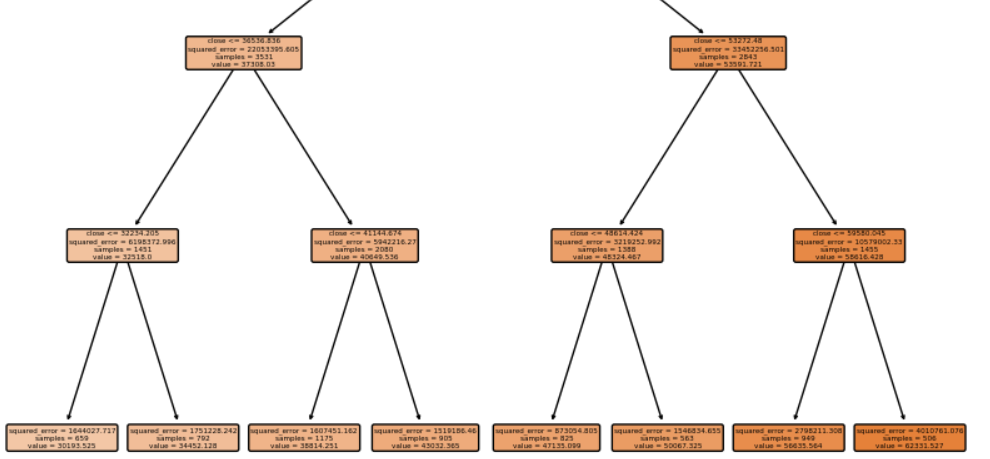 close <= 36536.836
squared_error = 22053395.605
samples = 3531
value = 37308.03
close <= 53272.48
squared_error = 33452256.501
samples = 2843
value = 53591.721
close <= 32234.205
squared_error = 6198372.996
samples = 1451
value = 32518.0
close <= 41144.674
squared_error = 5942216.27
samples = 2080
value = 40649.536
close <= 48614.424
squared_error = 3219252.992
samples = 1388
value = 48324.467
close <= 59580.045
squared_error = 10579002.33
samples = 1455
value = 58616.428
squared_error = 1644027.717
samples = 659
value = 30193.525
squared_error = 1751228.242
samples = 792
value = 34452.128
squared_error = 1607451.162
samples = 1175
value = 38814.251
squared_error = 1519186.46
samples = 905
value = 43032.365
squared_error = 873054.805
samples = 825
value = 47135.099
squared_error = 1546834.655
samples = 563
value = 50067.325
squared_error = 2798211.308
samples = 949
value = 56635.564
squared_error = 4010761.076
samples = 506
value = 62331.527